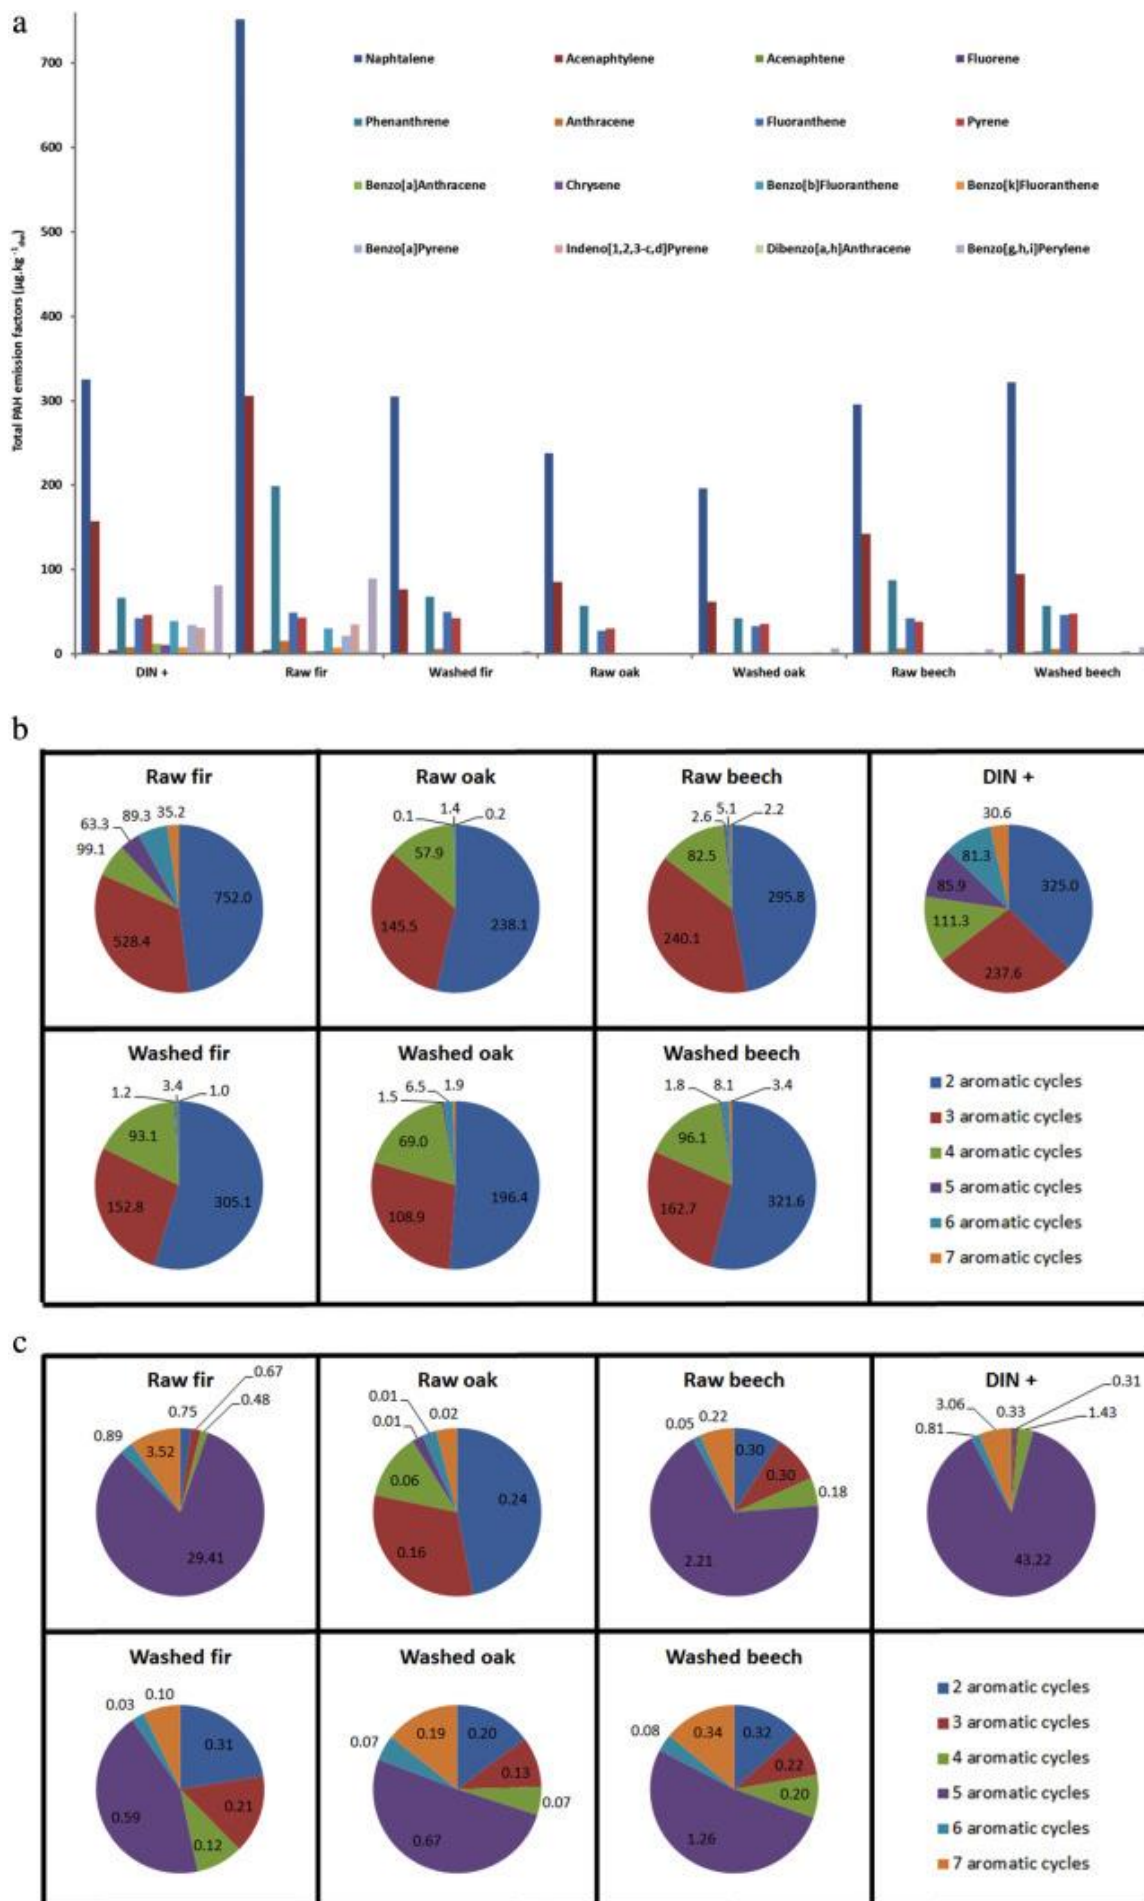 a
Total PAH emission factors (µg.kg⁻¹dw)
700
600
500
400
300
200
100
0
Naphtalene
Acenaphtylene
Acenaphtene
Fluorene
Phenanthrene
Anthracene
Fluoranthene
Pyrene
Benzo[a]Anthracene
Chrysene
Benzo[b]Fluoranthene
Benzo[k]Fluoranthene
Benzo[a]Pyrene
Indeno[1,2,3-c,d]Pyrene
Dibenzo[a,h]Anthracene
Benzo[g,h,i]Perylene
DIN +
Raw fir
Washed fir
Raw oak
Washed oak
Raw beech
Washed beech
b
Raw fir
63.3
89.3
35.2
99.1
752.0
528.4
Raw oak
0.1
1.4
0.2
57.9
145.5
238.1
Raw beech
2.6
5.1
2.2
82.5
295.8
240.1
DIN +
30.6
81.3
85.9
325.0
111.3
237.6
Washed fir
1.2
3.4
1.0
93.1
152.8
305.1
Washed oak
1.5
6.5
1.9
69.0
196.4
108.9
Washed beech
1.8
8.1
3.4
96.1
162.7
321.6
2 aromatic cycles
3 aromatic cycles
4 aromatic cycles
5 aromatic cycles
6 aromatic cycles
7 aromatic cycles
c
Raw fir
0.67
0.48
0.75
0.89
3.52
29.41
Raw oak
0.01
0.01
0.02
0.06
0.24
0.16
Raw beech
0.05
0.22
0.30
0.30
0.18
2.21
DIN +
0.31
3.06
0.33
1.43
0.81
43.22
Washed fir
0.03
0.10
0.31
0.21
0.59
0.12
Washed oak
0.07
0.19
0.20
0.13
0.07
0.67
Washed beech
0.08
0.34
0.32
0.22
0.20
1.26
2 aromatic cycles
3 aromatic cycles
4 aromatic cycles
5 aromatic cycles
6 aromatic cycles
7 aromatic cycles